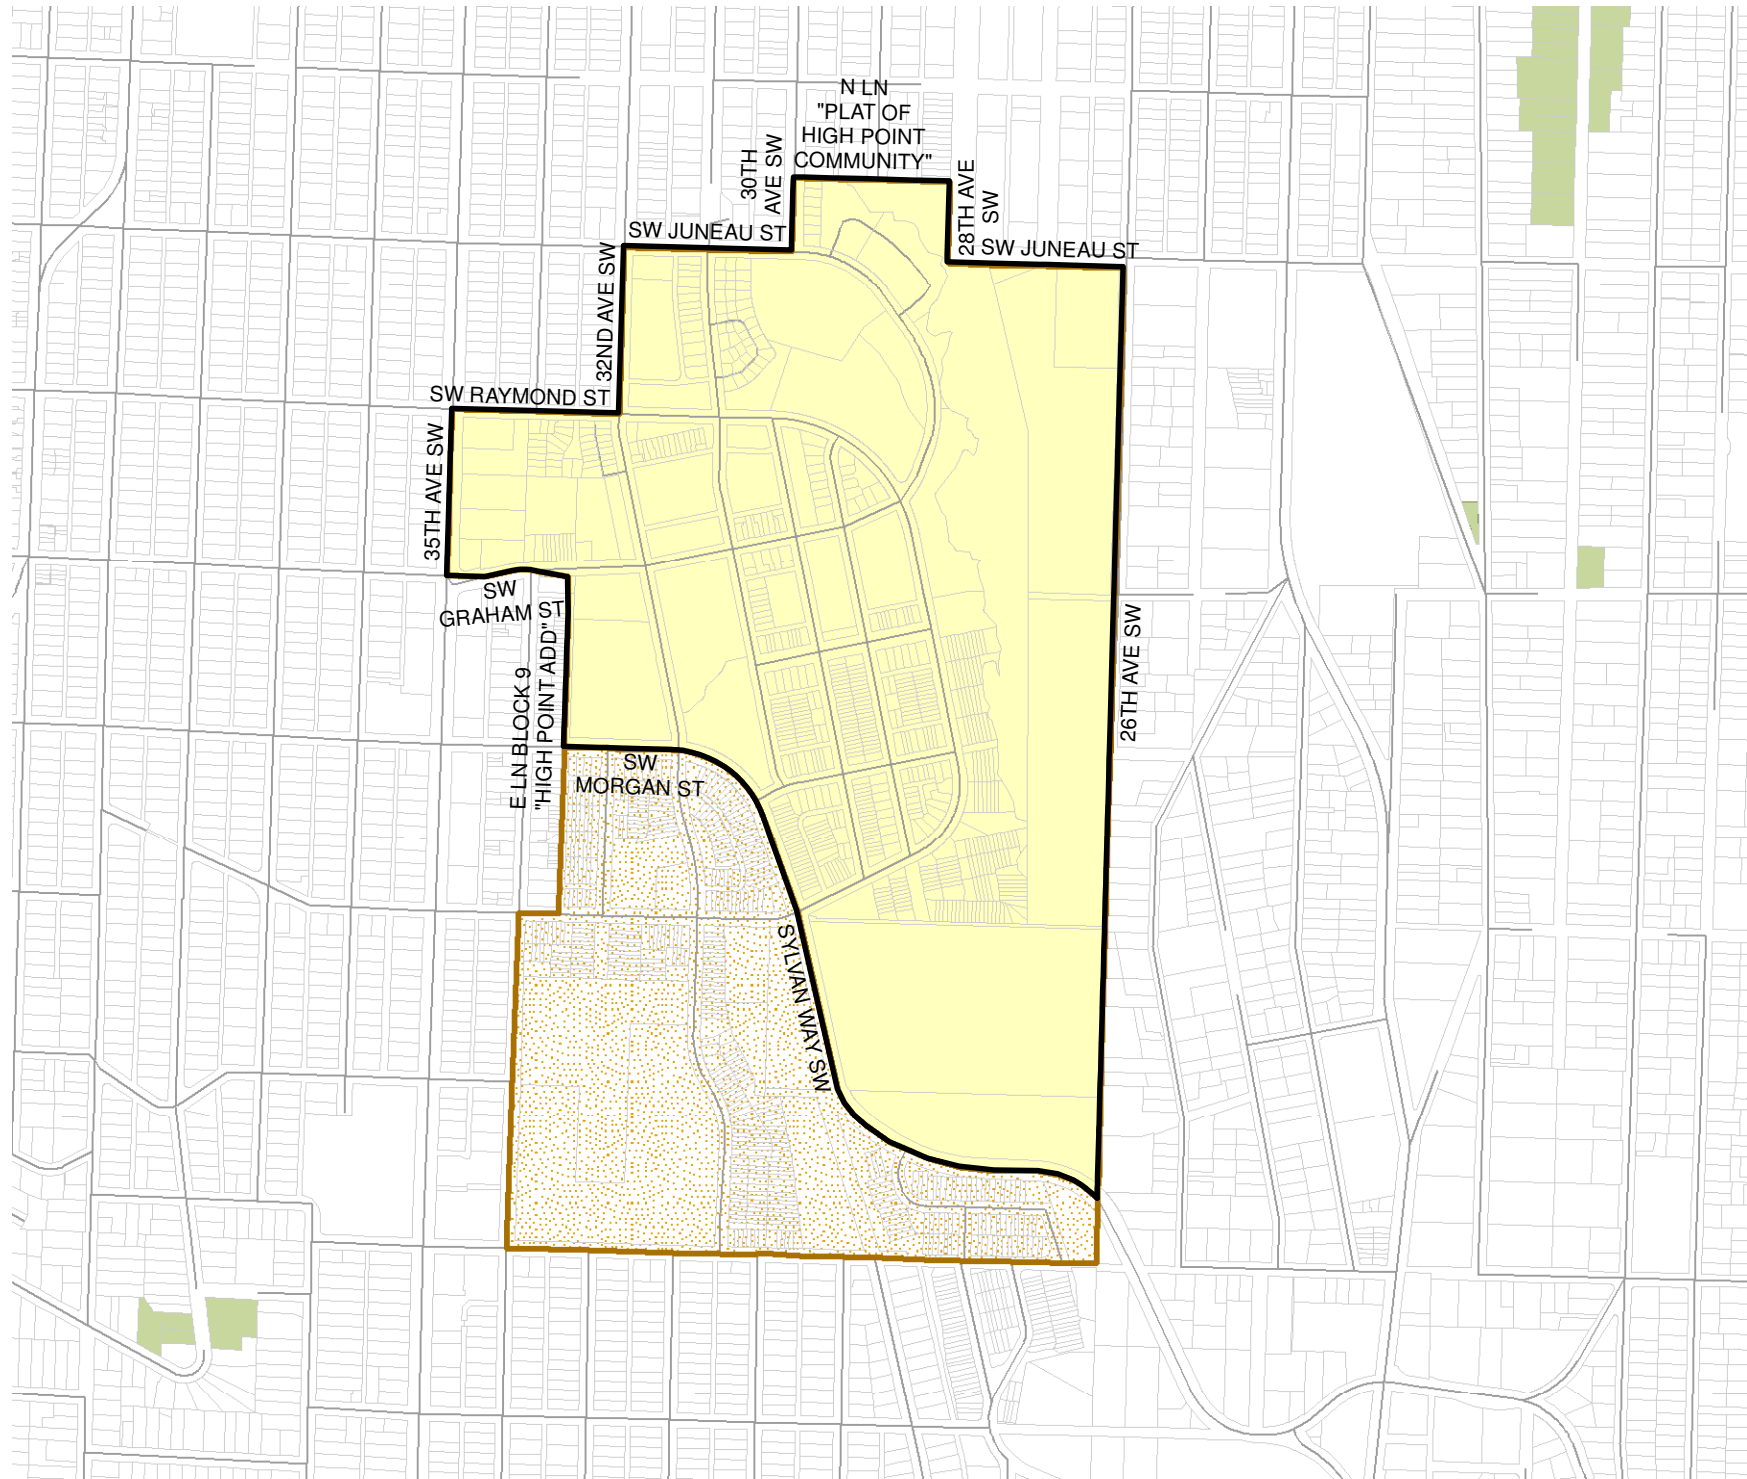 N LN
"PLAT OF
HIGH POINT
COMMUNITY"
30TH
AVE SW
28TH AVE
SW
SW JUNEAU ST
SW JUNEAU ST
32ND AVE SW
SW RAYMOND ST
35TH AVE SW
SW
GRAHAM ST
E LN BLOCK 9
"HIGH POINT ADD"
26TH AVE SW
SW
MORGAN ST
SYLVAN WAY SW